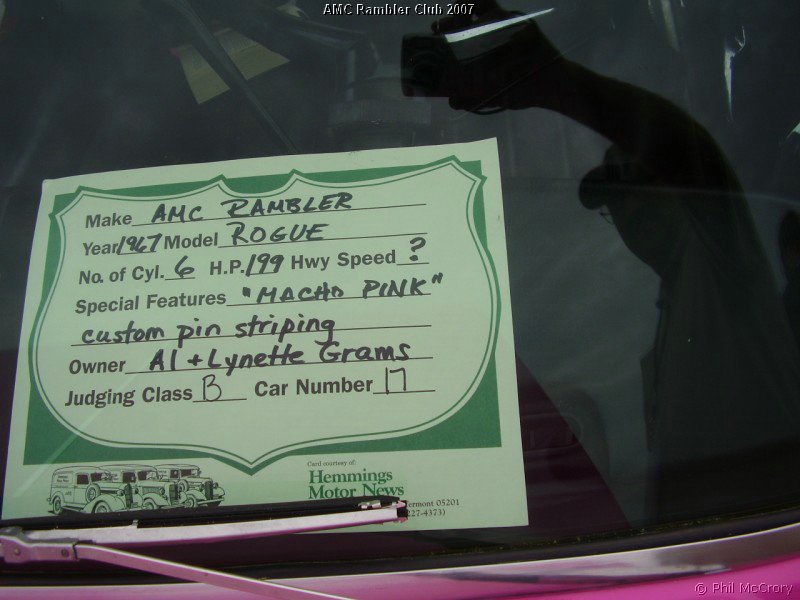 AMC Rambler Club 2007
Make AMC RAMBLER
Year 1967 Model ROGUE
No. of Cyl. 6 H.P. 199 Hwy Speed ?
Special Features "MACHO PINK"
custom pin striping
Owner Al + Lynette Grams
Judging Class B Car Number 17
Card courtesy of:
Hemmings
Motor News
ermont 05201
227-4373)
© Phil McCrory